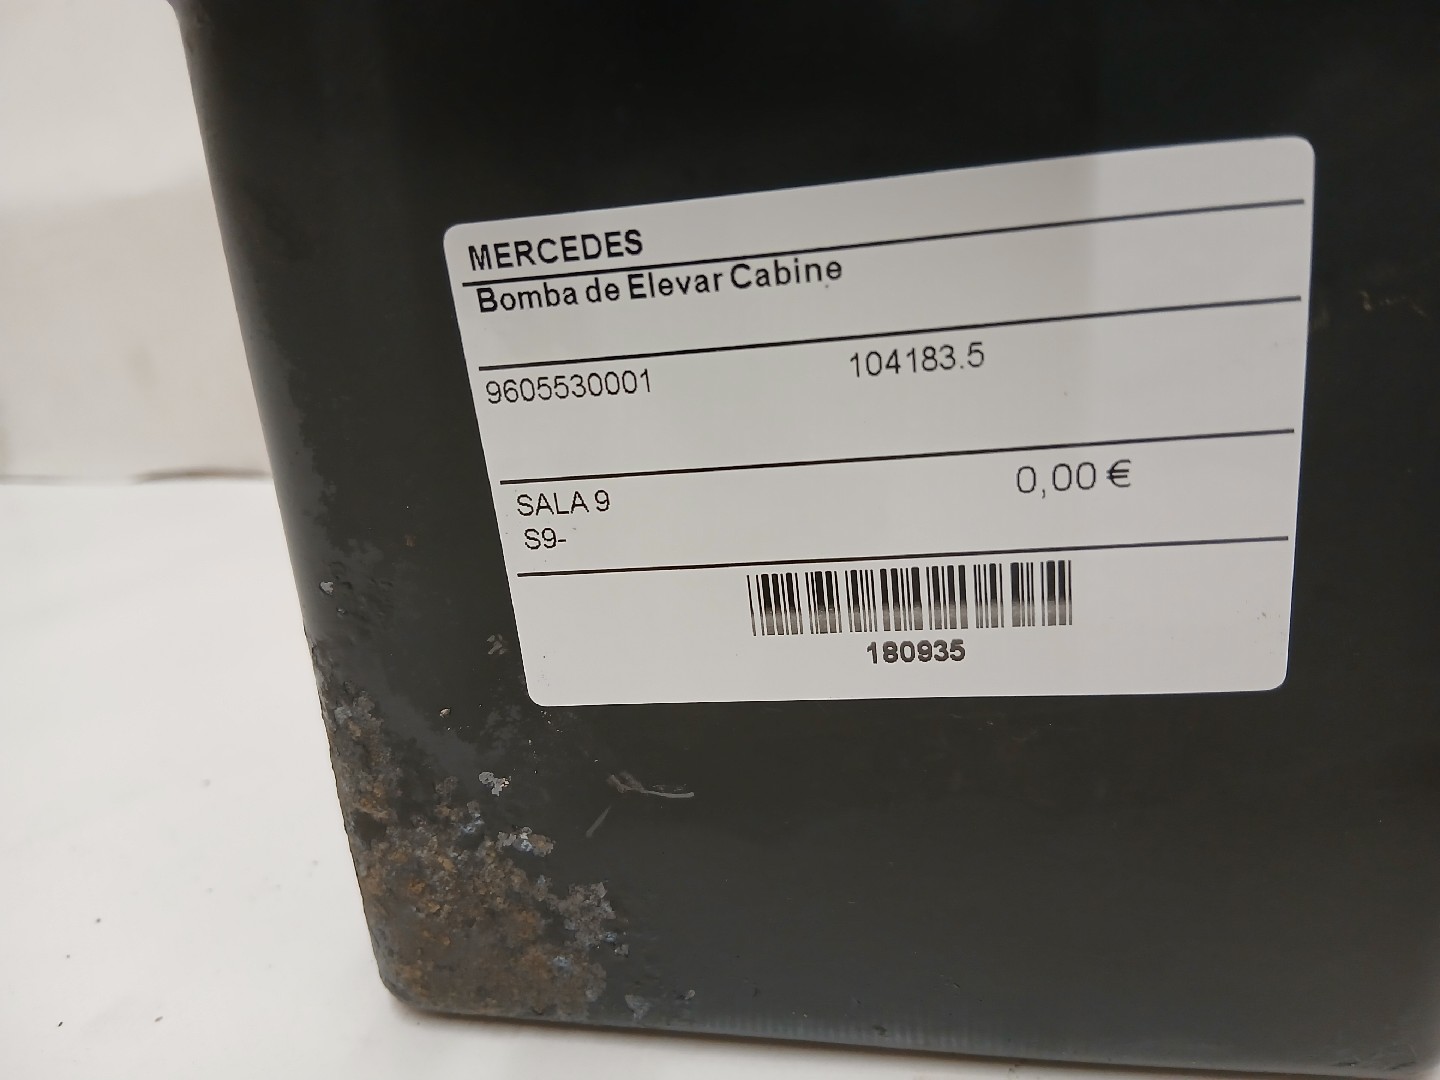 MERCEDES
Bomba de Elevar Cabine
9605530001 104183.5
SALA 9 0,00 €
S9-
180935